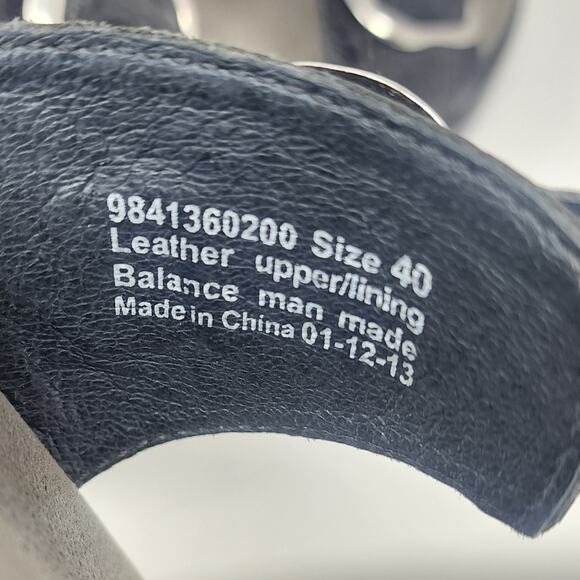 9841360200 Size 40
Leather upper/lining
Balance man made
Made in China 01-12-13